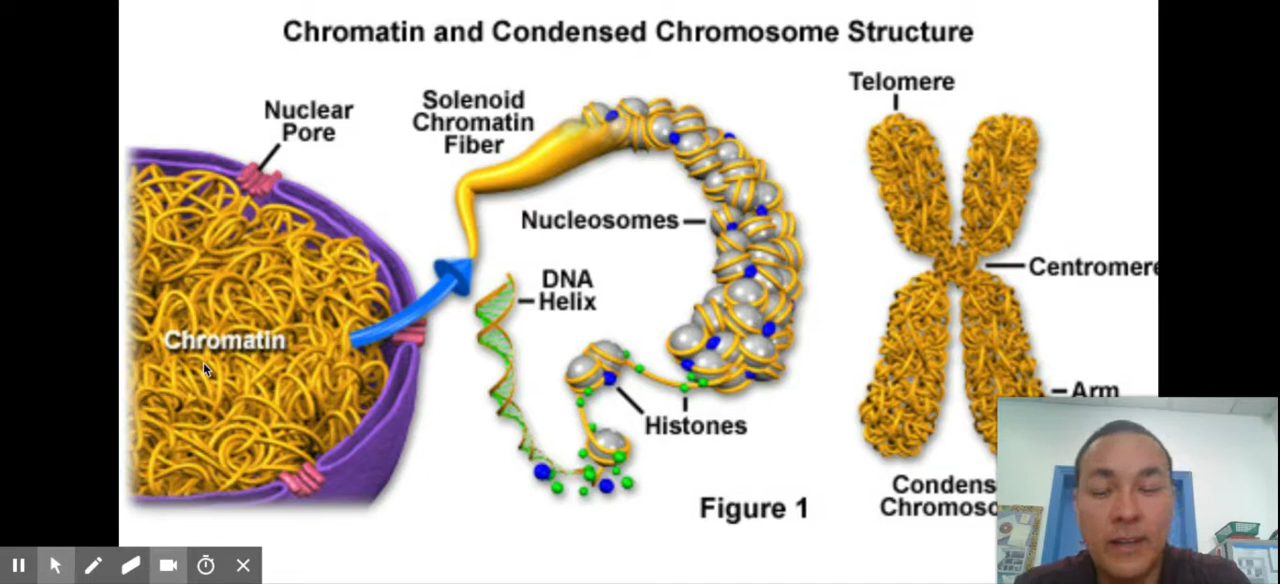 Chromatin and Condensed Chromosome Structure
Nuclear
Pore
Solenoid
Chromatin
Fiber
Telomere
Nucleosomes
DNA
Helix
Centromere
Chromatin
Arm
Histones
Condens
Chromoso
Figure 1